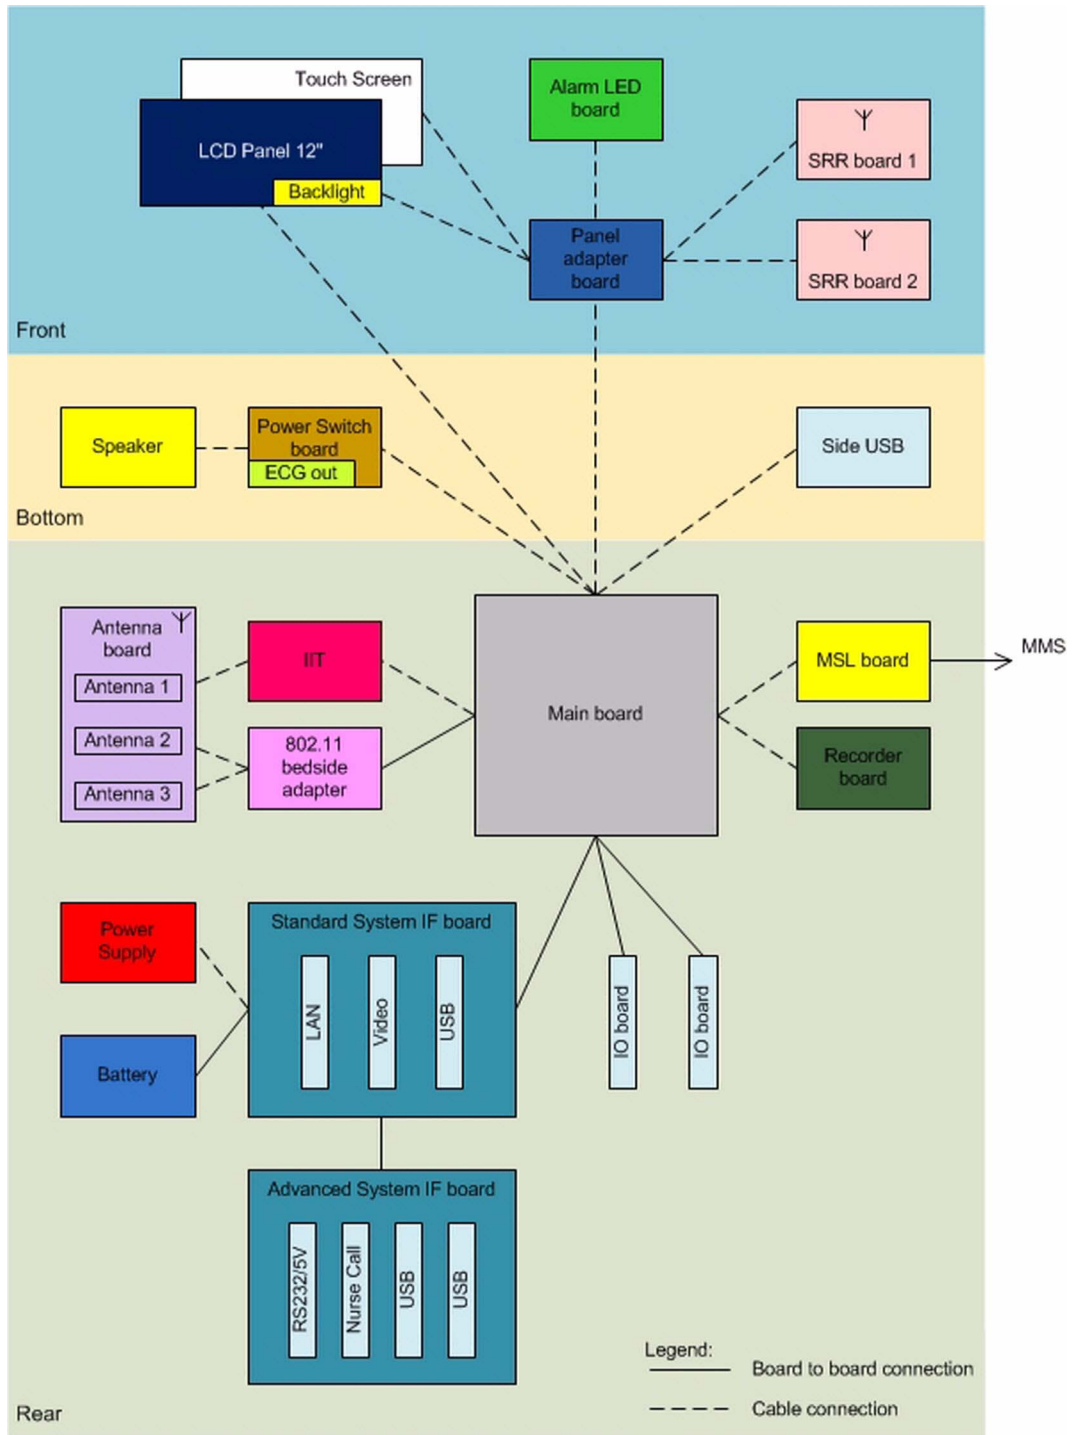 Touch Screen
LCD Panel 12"
Backlight
Alarm LED
board
SRR board 1
Panel
adapter
board
SRR board 2
Front
Speaker
Power Switch
board
ECG out
Side USB
Bottom
Antenna
board
Antenna 1
Antenna 2
Antenna 3
IIT
802.11
bedside
adapter
Main board
MSL board
MMS
Recorder
board
Power
Supply
Battery
Standard System IF board
LAN
Video
USB
IO board
IO board
Advanced System IF board
RS232/5V
Nurse Call
USB
USB
Legend:
Board to board connection
Cable connection
Rear